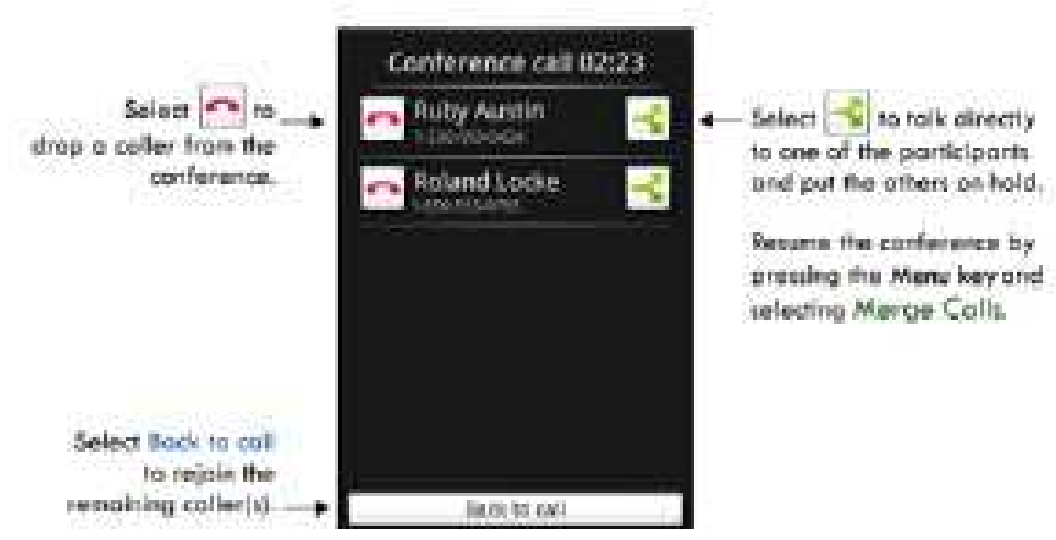 Conference call 02:23
Select to
drop a caller from the
conference.
Ruby Austin
Roland Locke
Select to talk directly
to one of the participants
and put the others on hold.
Resume the conference by
pressing the Menu key and
selecting Merge Calls.
Select Back to call
to rejoin the
remaining caller(s).
Back to call